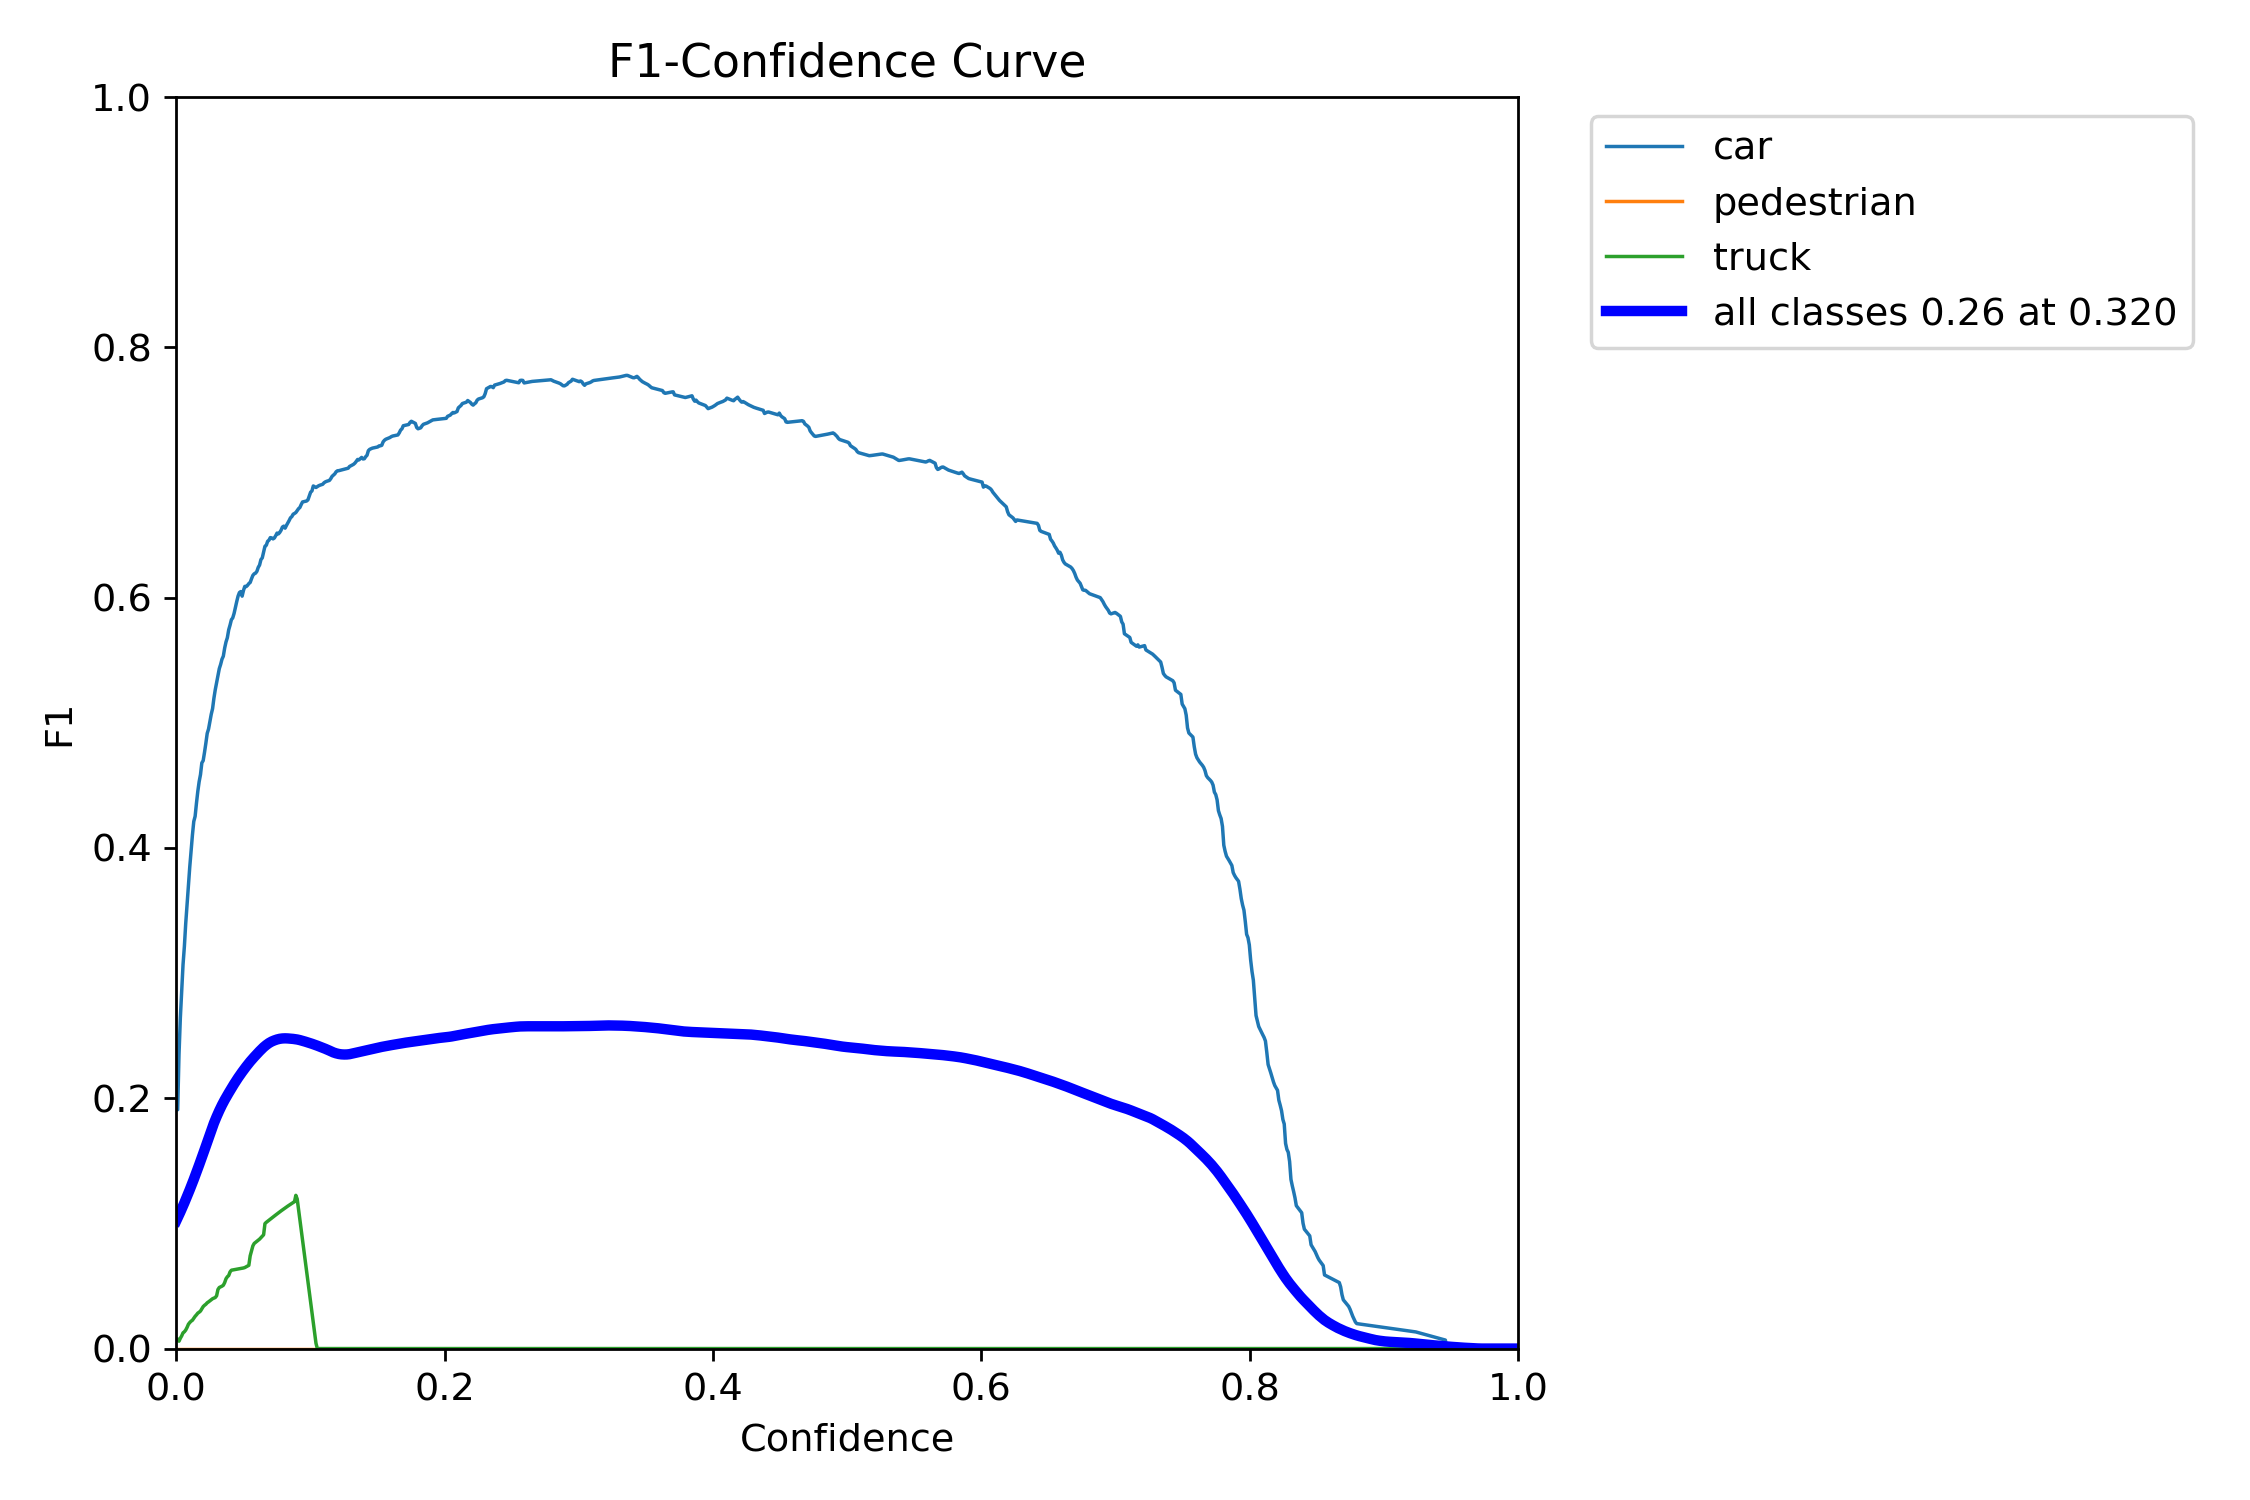 F1-Confidence Curve
1.0
0.8
0.6
0.4
0.2
0.0
F1
0.0 0.2 0.4 0.6 0.8 1.0
Confidence
car
pedestrian
truck
all classes 0.26 at 0.320